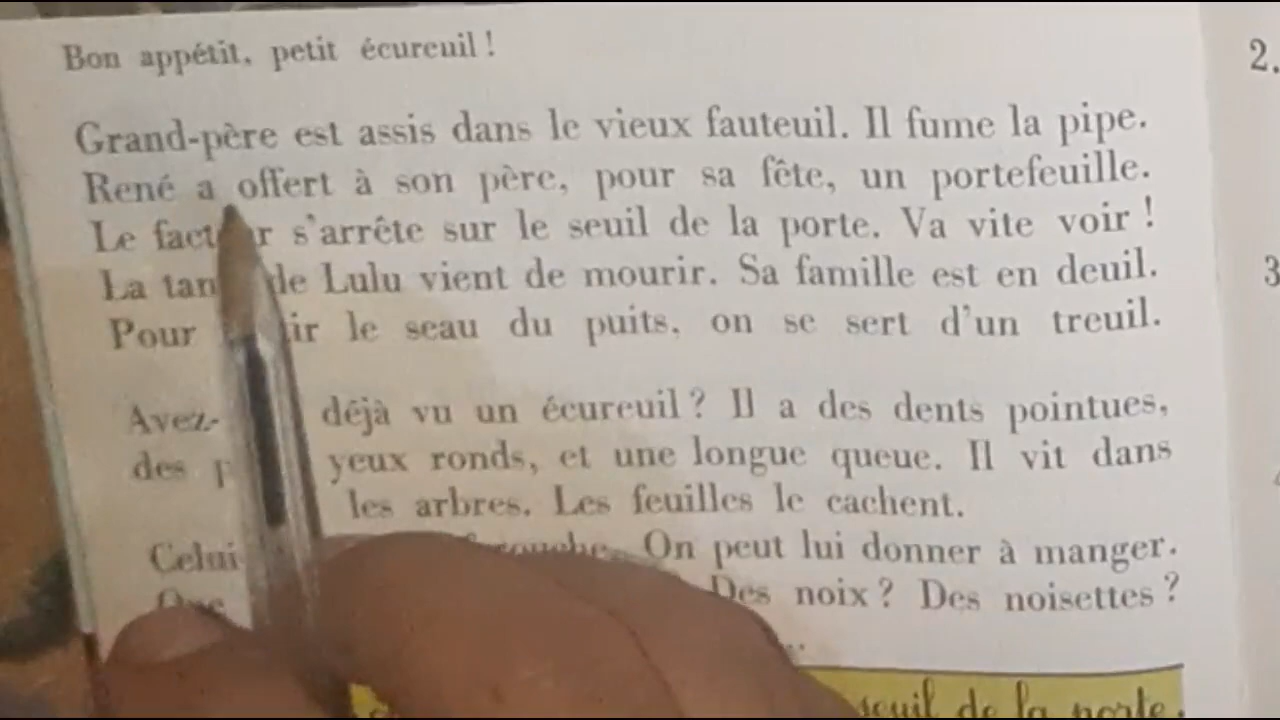 Bon appétit, petit écureuil !
2.
Grand-père est assis dans le vieux fauteuil. Il fume la pipe.
René a offert à son père, pour sa fête, un portefeuille.
Le s'arrête sur le seuil de la porte. Va vite voir !
3
La de Lulu vient de mourir. Sa famille est en deuil.
Pour le seau du puits, on se sert d'un treuil.
Avez- déjà vu un écureuil ? Il a des dents pointues,
des yeux ronds, et une longue queue. Il vit dans
les arbres. Les feuilles le cachent.
Celui On peut lui donner à manger.
Des noix ? Des noisettes ?
seuil de la porte.